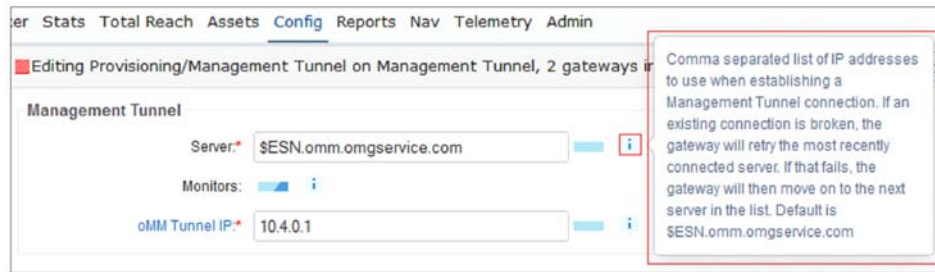 er Stats Total Reach Assets Config Reports Nav Telemetry Admin
Editing Provisioning/Management Tunnel on Management Tunnel, 2 gateways in
Management Tunnel
Server:* $ESN.omm.omgservice.com i
Monitors: i
oMM Tunnel IP:* 10.4.0.1 i
Comma separated list of IP addresses
to use when establishing a
Management Tunnel connection. If an
existing connection is broken, the
gateway will retry the most recently
connected server. If that fails, the
gateway will then move on to the next
server in the list. Default is
$ESN.omm.omgservice.com